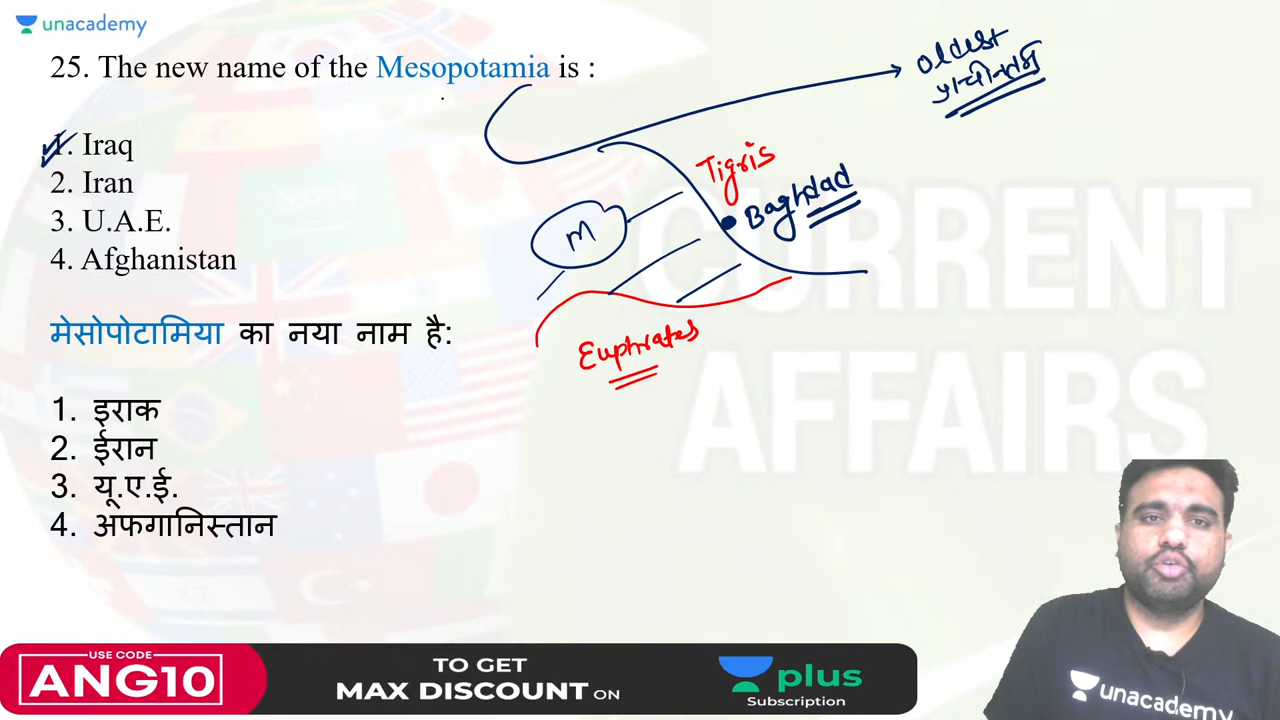 unacademy
25. The new name of the Mesopotamia is :
1. Iraq
2. Iran
3. U.A.E.
4. Afghanistan
मेसोपोटामिया का नया नाम है:
1. इराक
2. ईरान
3. यू.ए.ई.
4. अफगानिस्तान
oldest
प्राचीनतम
Tigris
Baghdad
M
Euphrates
CURRENT
AFFAIRS
USE CODE
ANG10
TO GET
MAX DISCOUNT ON
plus
Subscription
unacademy